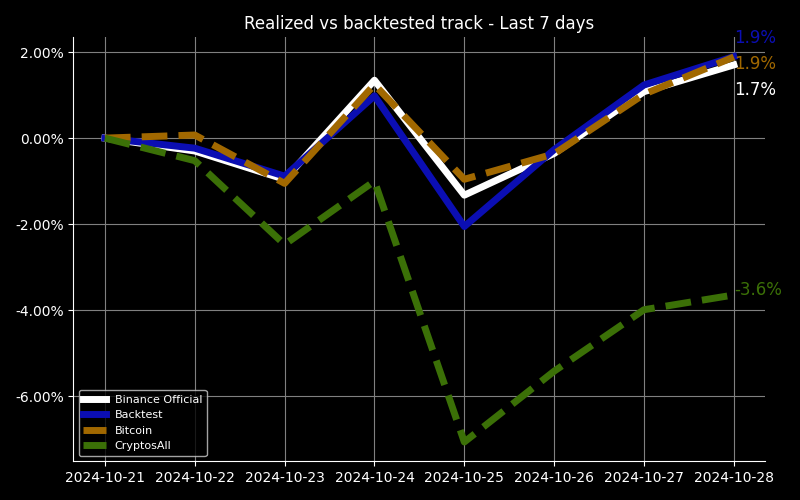 Realized vs backtested track - Last 7 days
2.00%
0.00%
-2.00%
-4.00%
-6.00%
1.9%
1.9%
1.7%
-3.6%
Binance Official
Backtest
Bitcoin
CryptosAll
2024-10-21 2024-10-22 2024-10-23 2024-10-24 2024-10-25 2024-10-26 2024-10-27 2024-10-28